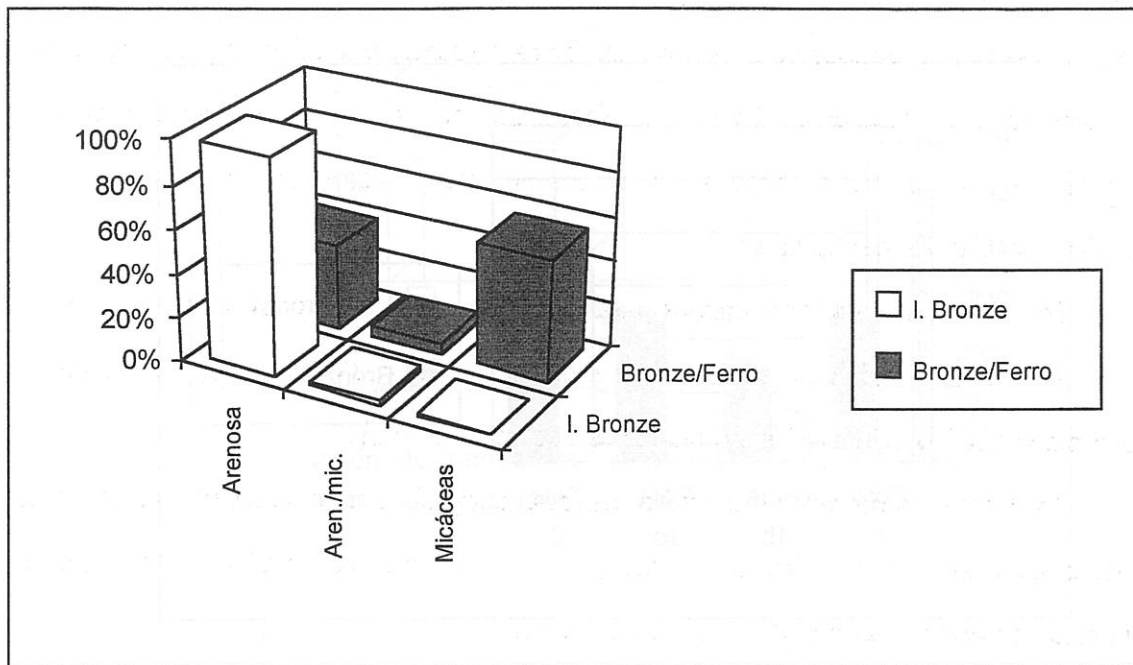 100%
80%
60%
40%
20%
0%
Arenosa
Aren./mic.
Micáceas
I. Bronze
Bronze/Ferro
I. Bronze
Bronze/Ferro